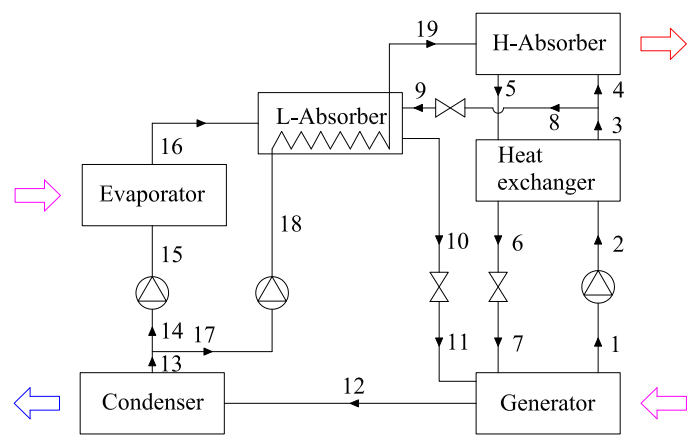 19
H-Absorber
5
4
9
8
3
L-Absorber
16
Heat
exchanger
Evaporator
18
15
10
6
2
14
17
13
11
7
1
12
Condenser
Generator